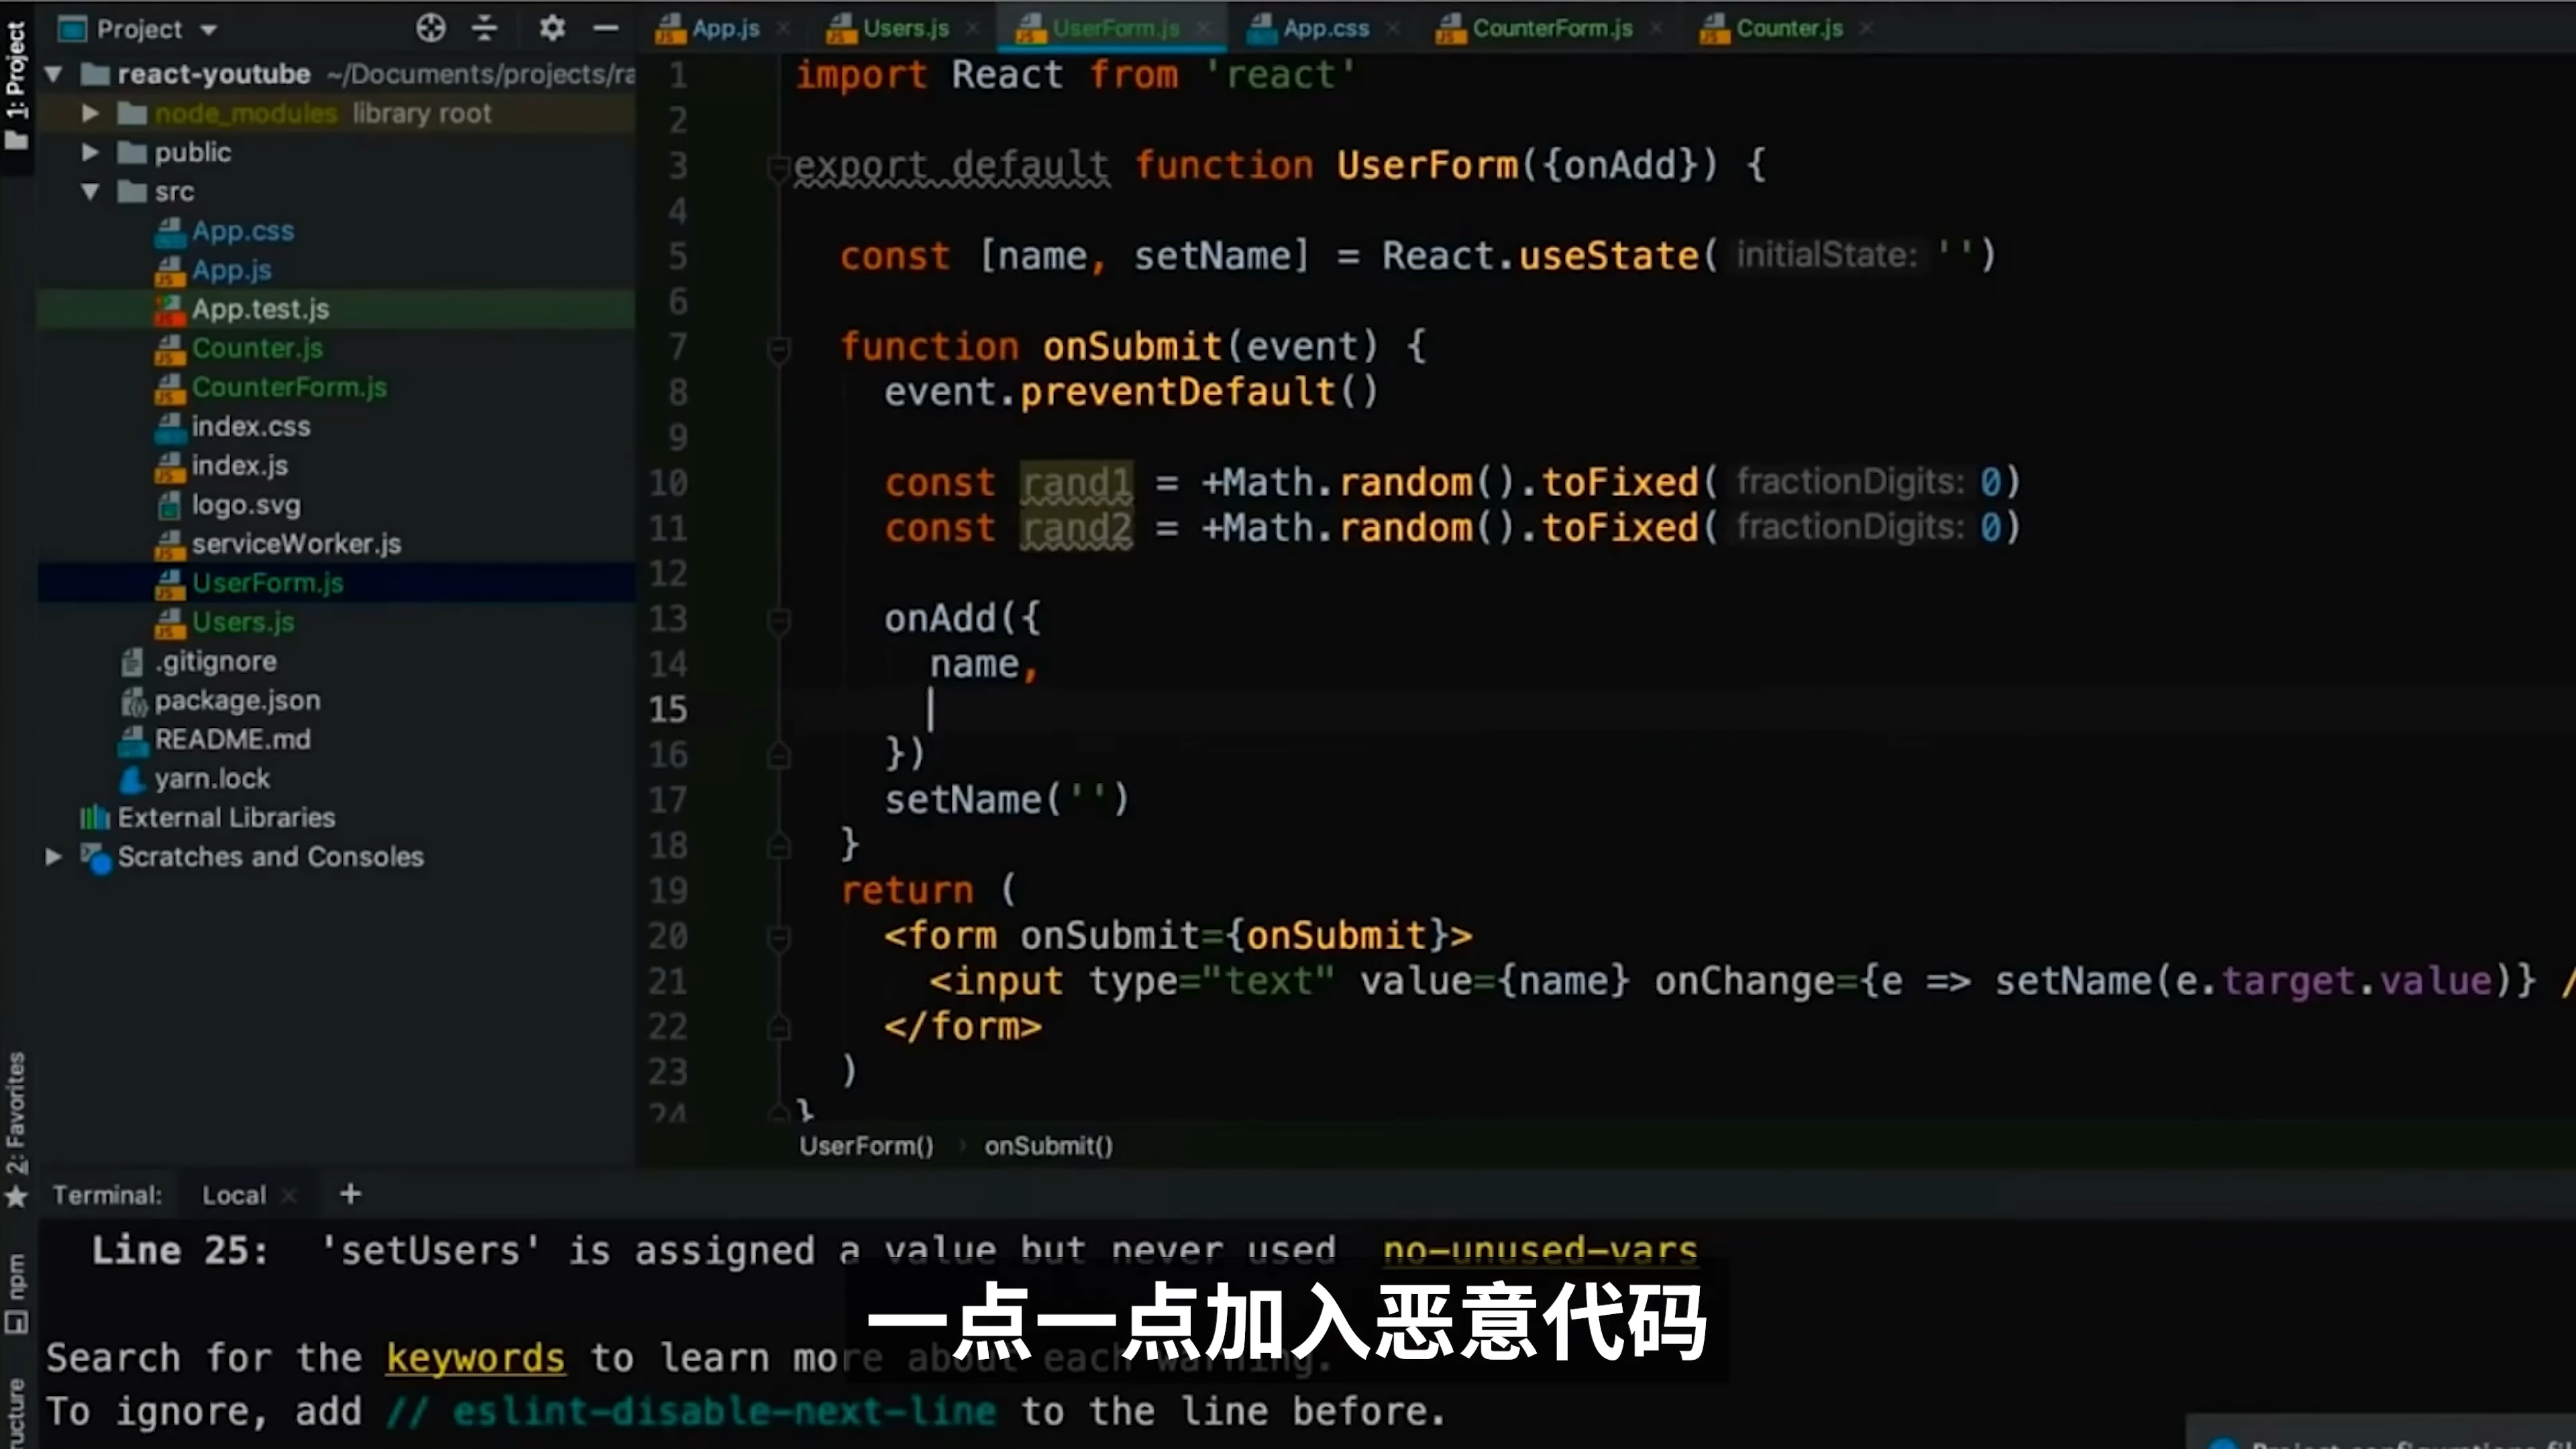 1: Project
Project
react-youtube ~/Documents/projects/ra
node_modules library root
public
src
App.css
App.js
App.test.js
Counter.js
CounterForm.js
index.css
index.js
logo.svg
serviceWorker.js
UserForm.js
Users.js
.gitignore
package.json
README.md
yarn.lock
External Libraries
Scratches and Consoles
2: Favorites
npm
ructure
App.js
Users.js
UserForm.js
App.css
CounterForm.js
Counter.js
1 import React from 'react'
2
3 export default function UserForm({onAdd}) {
4
5 const [name, setName] = React.useState( initialState: '')
6
7 function onSubmit(event) {
8 event.preventDefault()
9
10 const rand1 = +Math.random().toFixed( fractionDigits: 0)
11 const rand2 = +Math.random().toFixed( fractionDigits: 0)
12
13 onAdd({
14 name,
15
16 })
17 setName('')
18 }
19 return (
20 <form onSubmit={onSubmit}>
21 <input type="text" value={name} onChange={e => setName(e.target.value)} /
22 </form>
23 )
24 }
UserForm() › onSubmit()
Terminal: Local +
Line 25: 'setUsers' is assigned a value but never used no-unused-vars
一点一点加入恶意代码
Search for the keywords to learn more about each warning.
To ignore, add // eslint-disable-next-line to the line before.